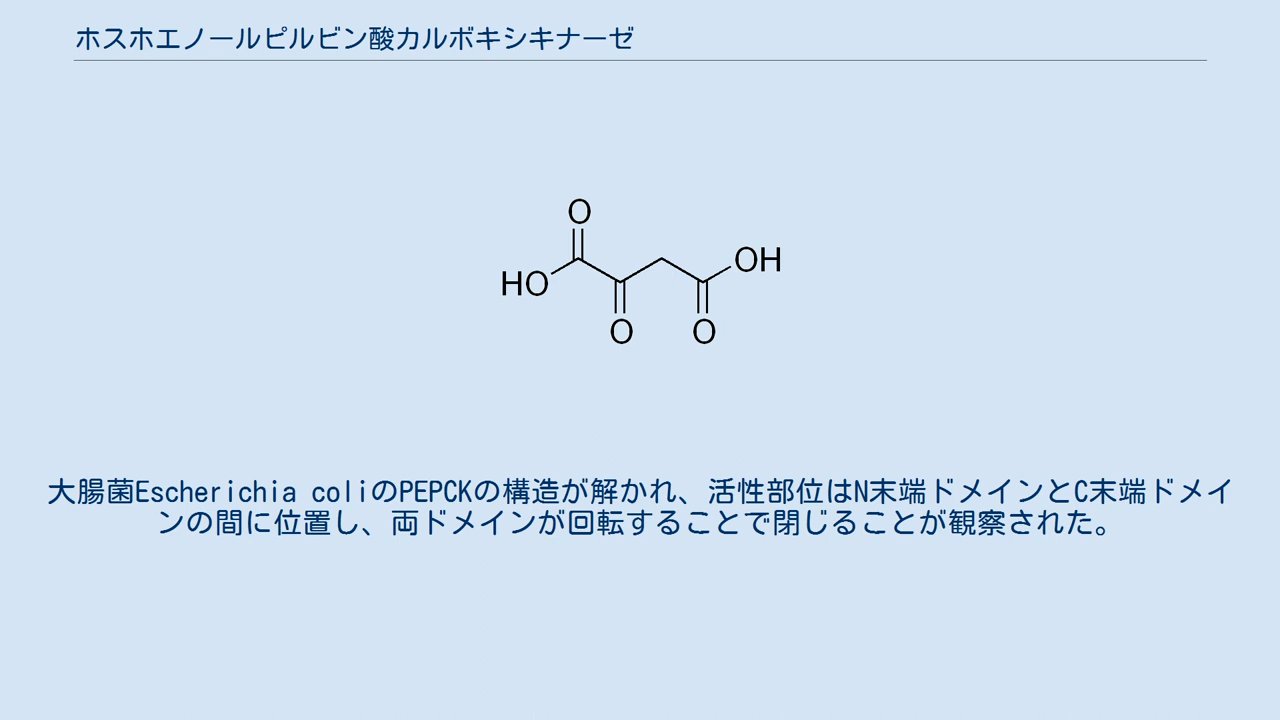 ホスホエノールピルビン酸カルボキシキナーゼ
O
HO
OH
O
O
大腸菌Escherichia coliのPEPCKの構造が解かれ、活性部位はN末端ドメインとC末端ドメイ
ンの間に位置し、両ドメインが回転することで閉じることが観察された。